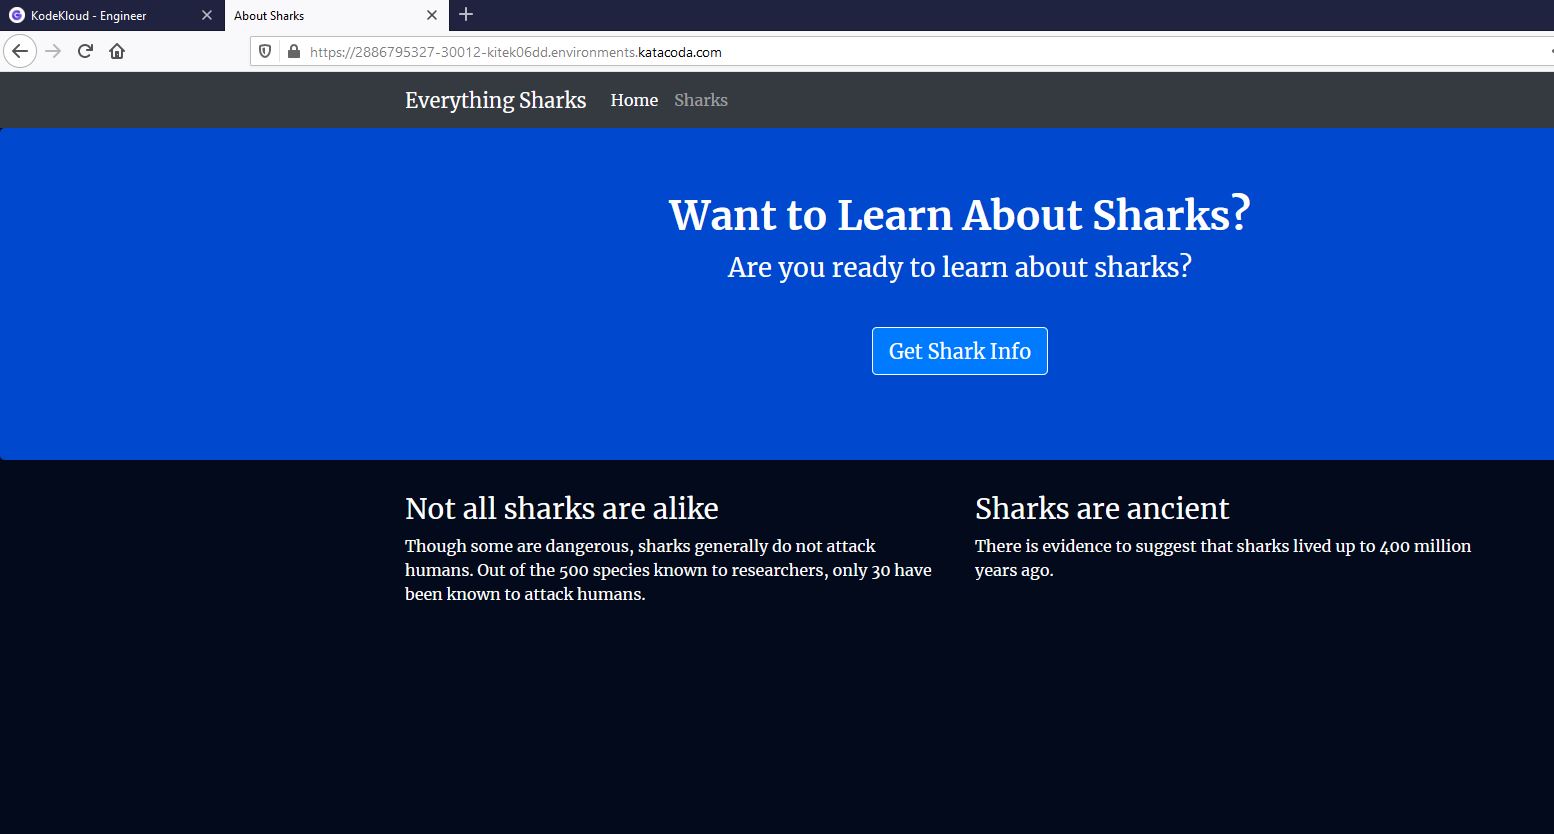 KodeKloud - Engineer
About Sharks
https://2886795327-30012-kitek06dd.environments.katacoda.com
Everything Sharks Home Sharks
Want to Learn About Sharks?
Are you ready to learn about sharks?
Get Shark Info
Not all sharks are alike
Though some are dangerous, sharks generally do not attack
humans. Out of the 500 species known to researchers, only 30 have
been known to attack humans.
Sharks are ancient
There is evidence to suggest that sharks lived up to 400 million
years ago.